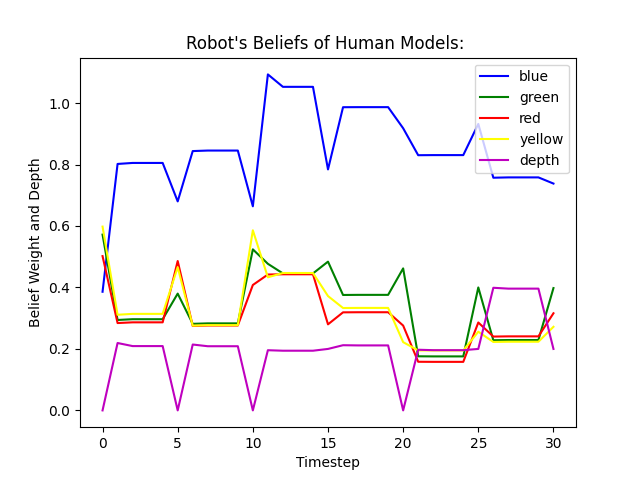 Robot's Beliefs of Human Models:
blue
green
red
yellow
depth
Belief Weight and Depth
1.0
0.8
0.6
0.4
0.2
0.0
0 5 10 15 20 25 30
Timestep